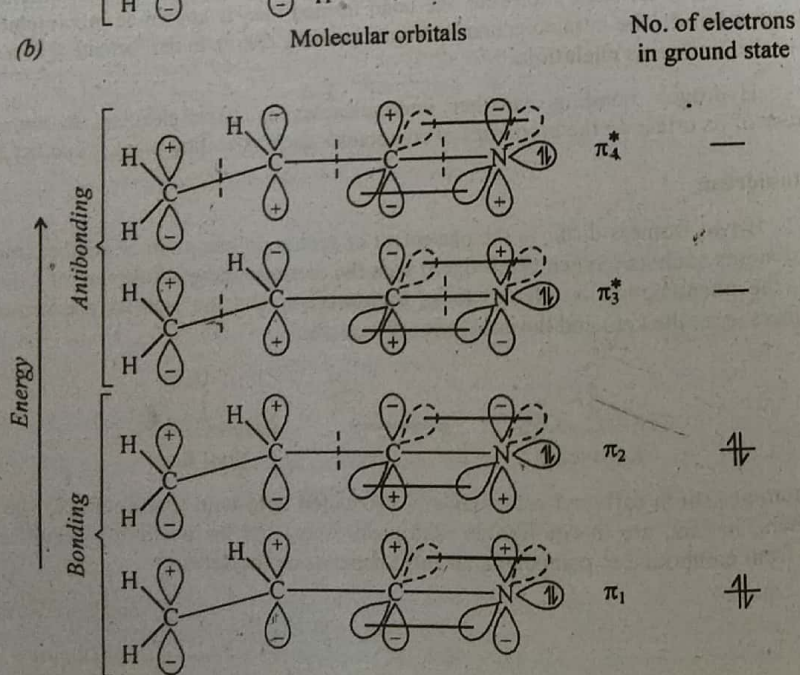 H − − H
(b) Molecular orbitals No. of electrons
in ground state
Antibonding
H + H − + − π₄*
C C C N ⥮ —
H − + − +
H + H − − + π₃*
C C C N ⥮ —
H − + + −
Energy
Bonding
H + H + − − π₂ ⥮
C C C N ⥮
H − − + +
H + H + + + π₁ ⥮
C C C N ⥮
H − − − −